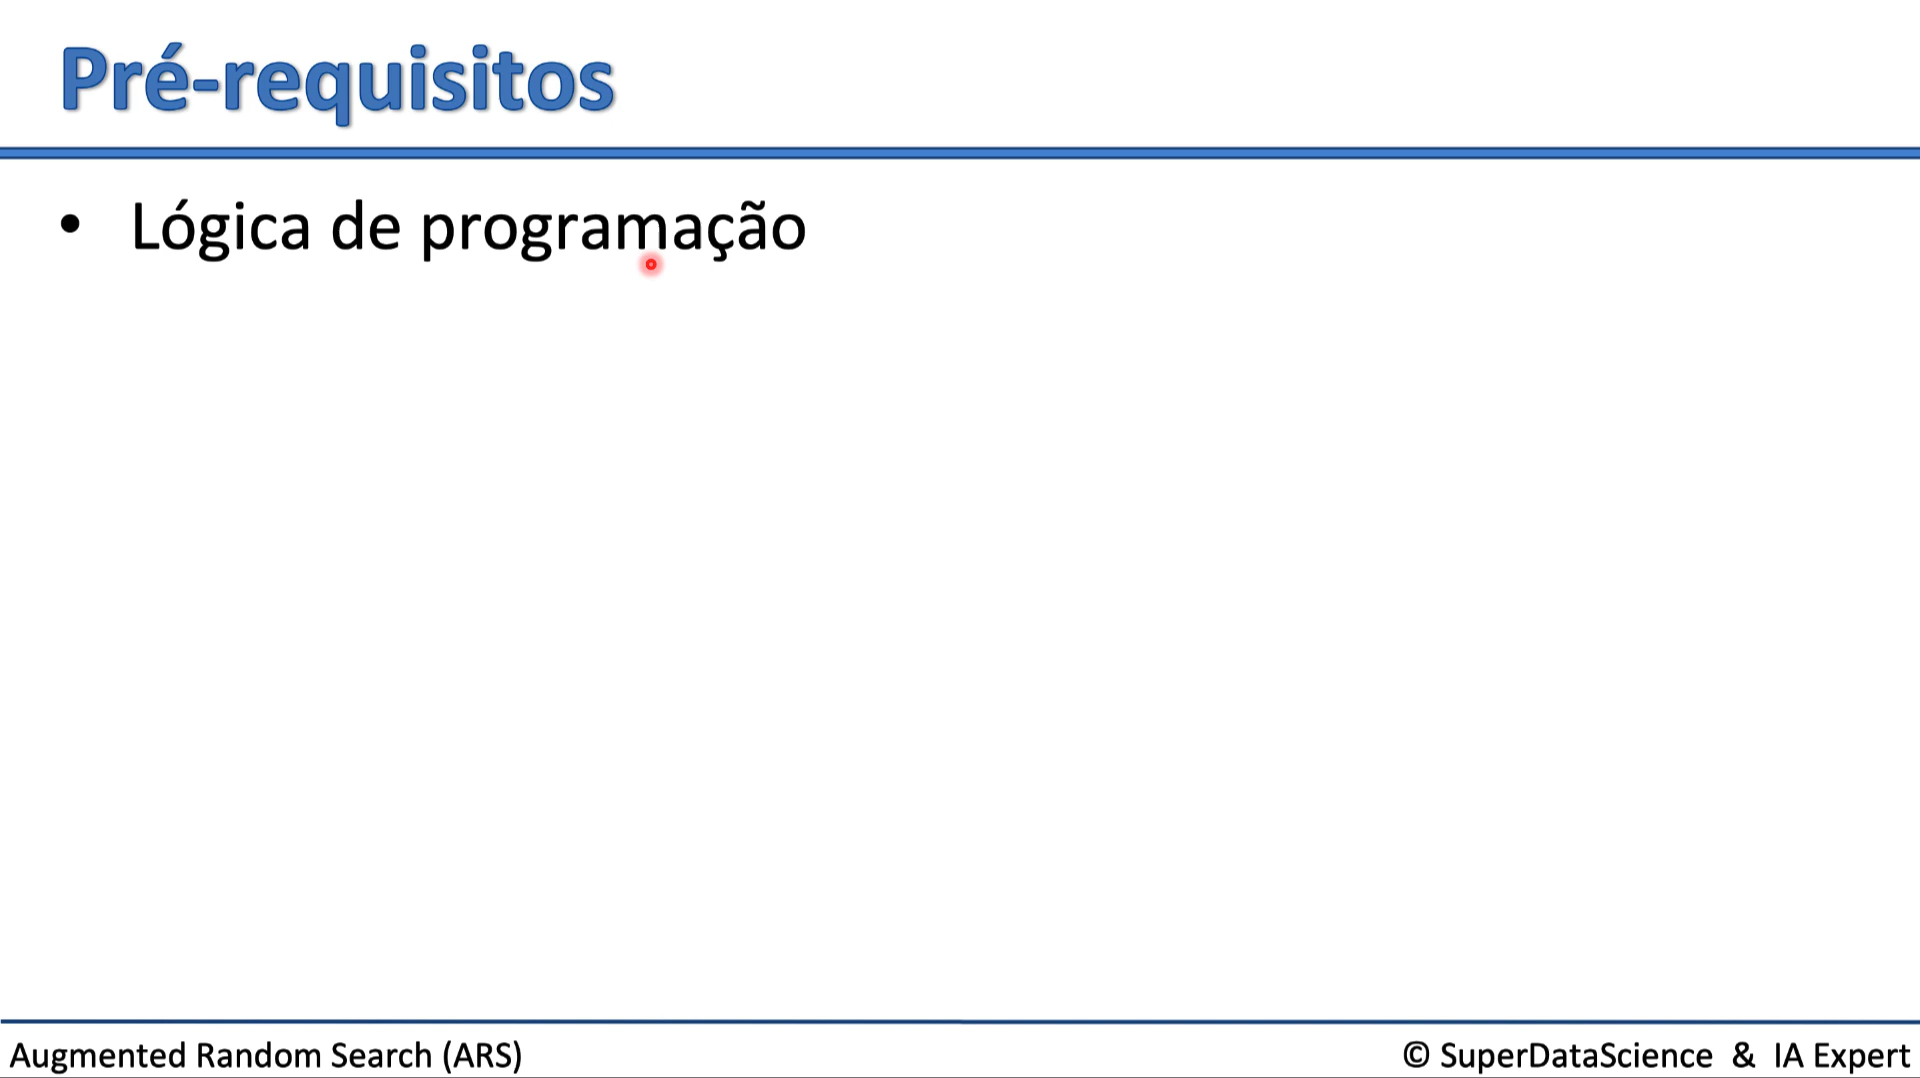 Pré-requisitos
• Lógica de programação
Augmented Random Search (ARS)
© SuperDataScience & IA Expert